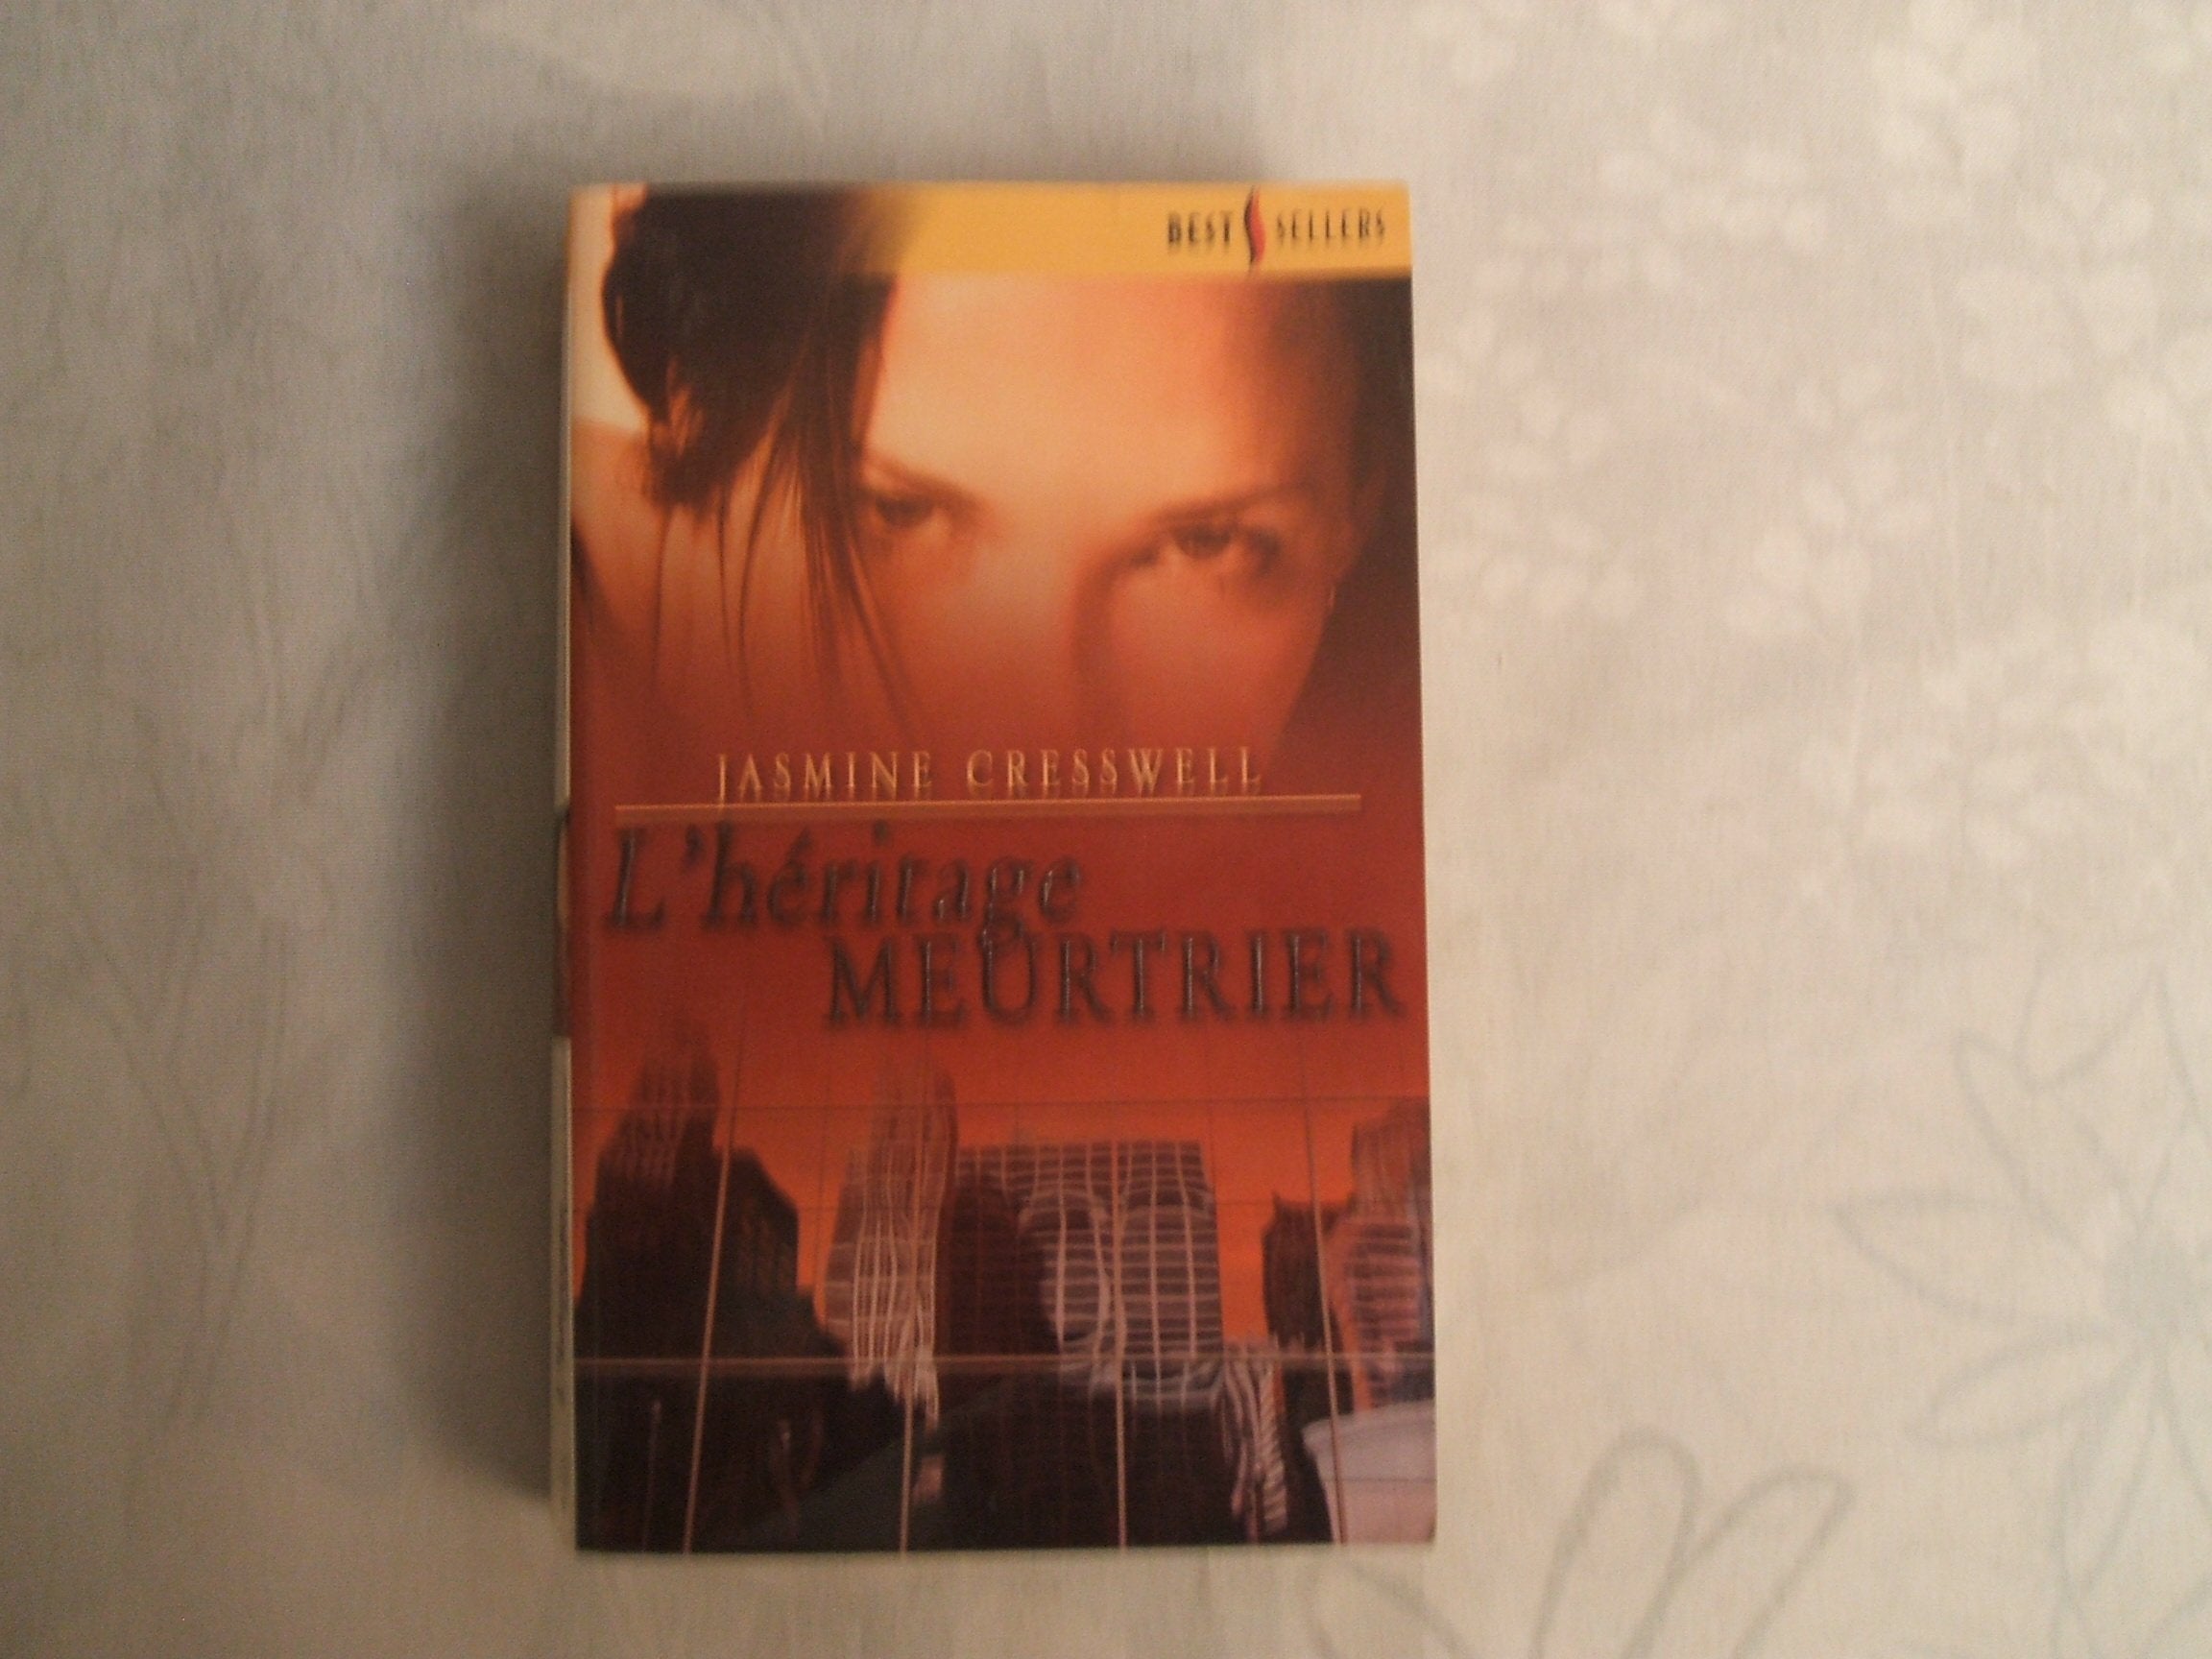 BEST SELLERS
JASMINE CRESSWELL
L'héritage
MEURTRIER